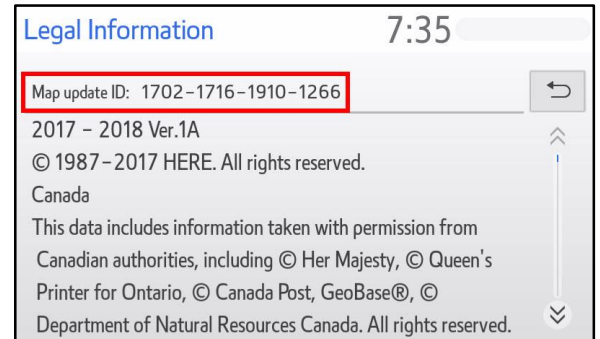 Legal Information 7:35
Map update ID: 1702-1716-1910-1266
2017 - 2018 Ver.1A
© 1987-2017 HERE. All rights reserved.
Canada
This data includes information taken with permission from
Canadian authorities, including © Her Majesty, © Queen's
Printer for Ontario, © Canada Post, GeoBase®, ©
Department of Natural Resources Canada. All rights reserved.